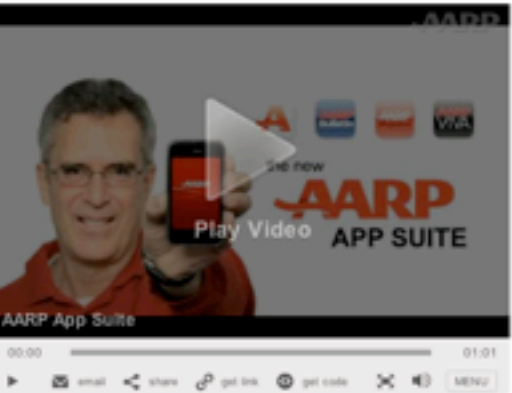 AARP
AARP
the new
AARP
APP SUITE
Play Video
AARP App Suite
00:00
01:01
email
share
get link
get code
MENU